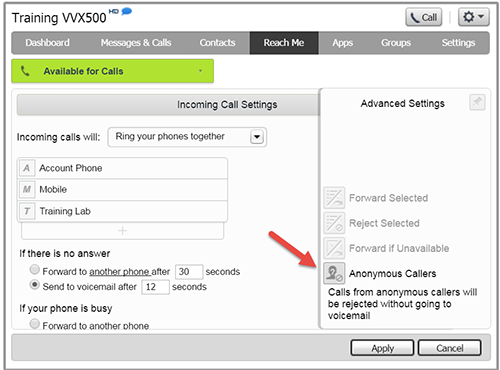 Training VVX500 HD
Call
Dashboard Messages & Calls Contacts Reach Me Apps Groups Settings
Available for Calls
Incoming Call Settings
Incoming calls will: Ring your phones together
A Account Phone
M Mobile
T Training Lab
+
If there is no answer
Forward to another phone after 30 seconds
Send to voicemail after 12 seconds
If your phone is busy
Forward to another phone
Advanced Settings
Forward Selected
Reject Selected
Forward if Unavailable
Anonymous Callers
Calls from anonymous callers will
be rejected without going to
voicemail
Apply Cancel